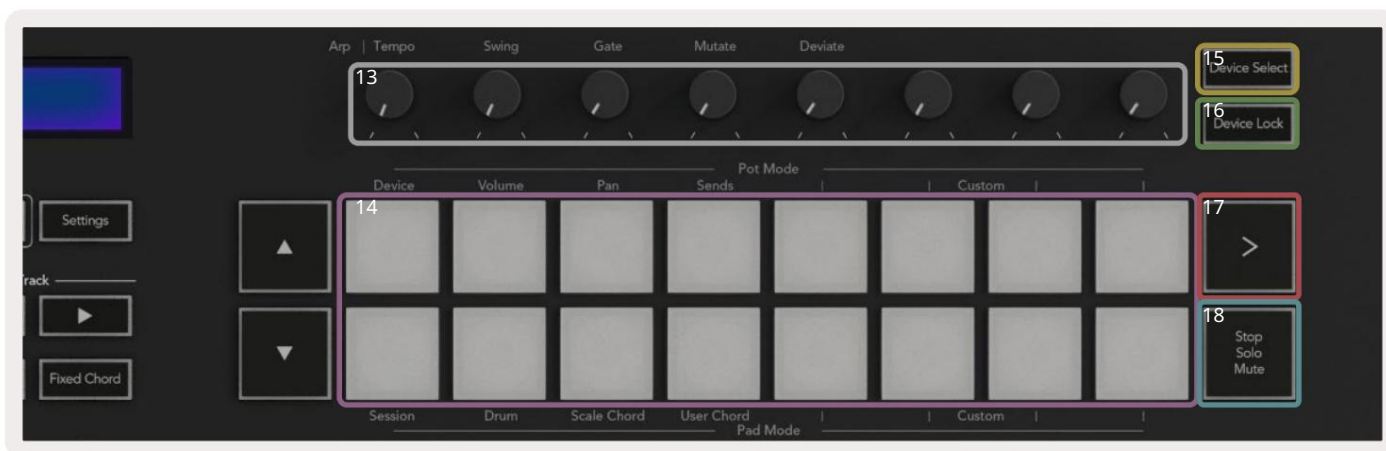 Arp | Tempo Swing Gate Mutate Deviate
13
15
Device Select
16
Device Lock
Pot Mode
Device Volume Pan Sends | | Custom | |
14
17
Settings
>
rack
18
Stop
Solo
Mute
Fixed Chord
Session Drum Scale Chord User Chord | | Custom | |
Pad Mode